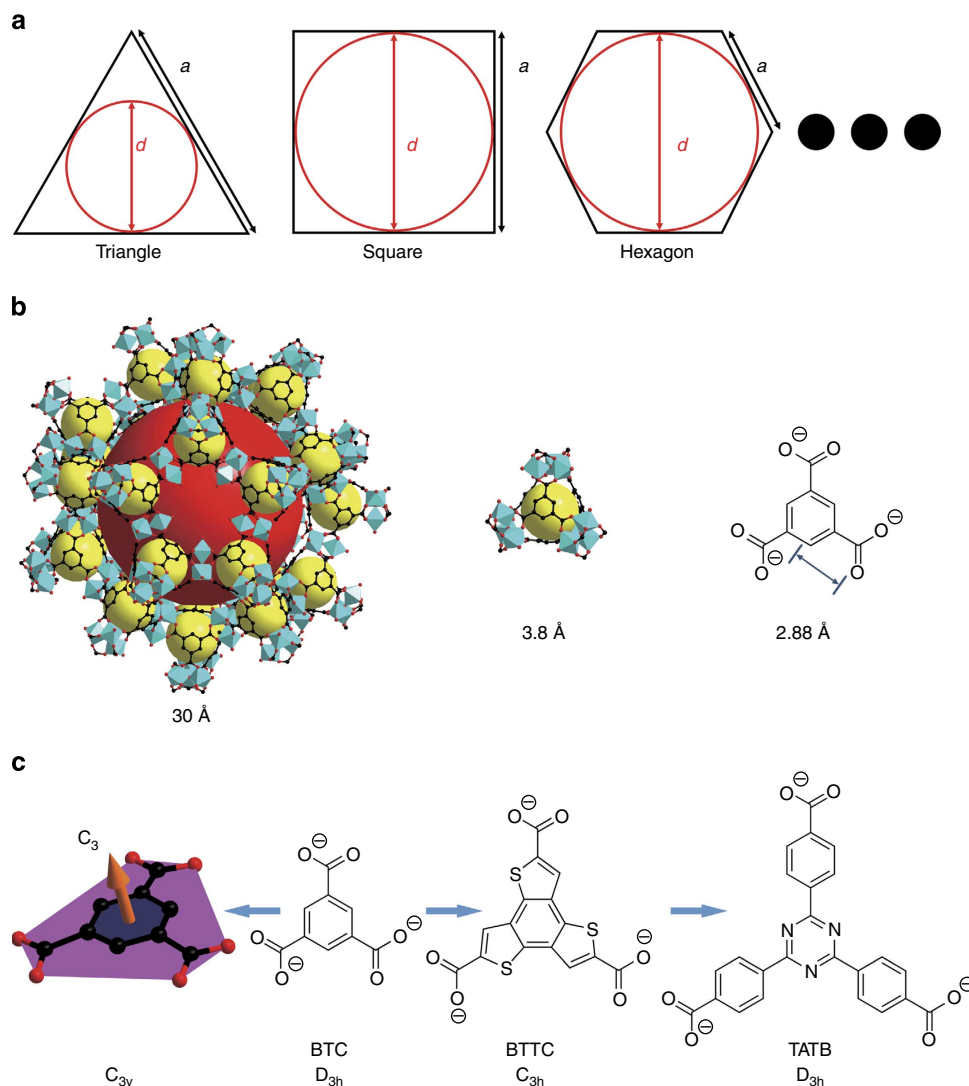 a
a
d
Triangle
a
d
Square
a
d
Hexagon
b
30 Å
3.8 Å
⊖
O
O
O
⊖
O
O
⊖
O
2.88 Å
c
C3
C3v
⊖
O
O
O
⊖
O
O
⊖
O
BTC
D3h
⊖
O
O
S
S
S
O
O
⊖
⊖
O
O
BTTC
C3h
⊖
O
O
N
N
N
O
O
⊖
⊖
O
O
TATB
D3h